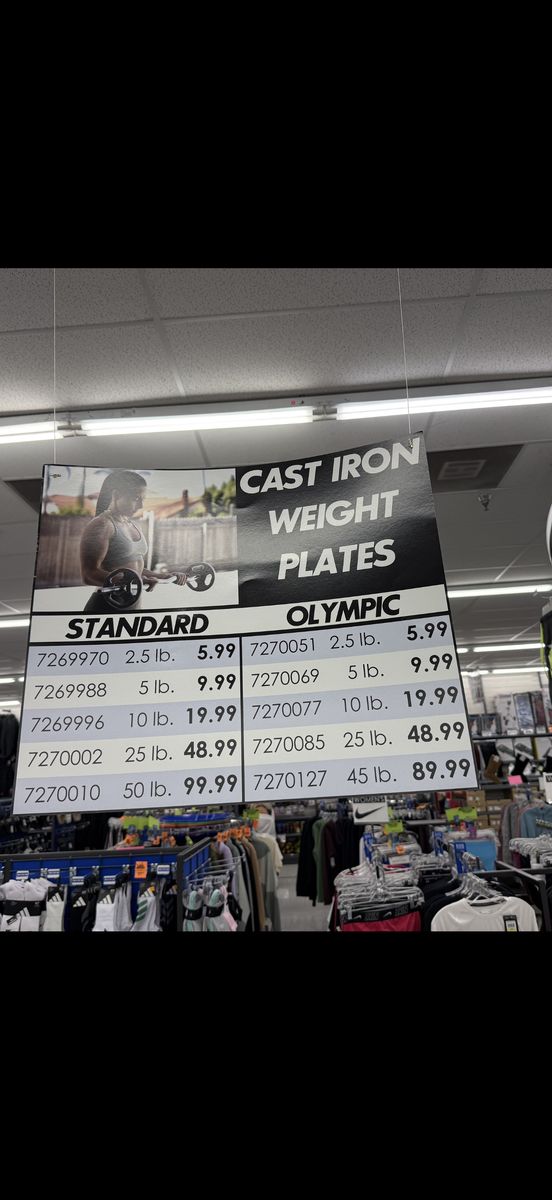 CAST IRON
WEIGHT
PLATES
STANDARD
7269970 2.5 lb. 5.99
7269988 5 lb. 9.99
7269996 10 lb. 19.99
7270002 25 lb. 48.99
7270010 50 lb. 99.99
OLYMPIC
7270051 2.5 lb. 5.99
7270069 5 lb. 9.99
7270077 10 lb. 19.99
7270085 25 lb. 48.99
7270127 45 lb. 89.99
WOMEN'S